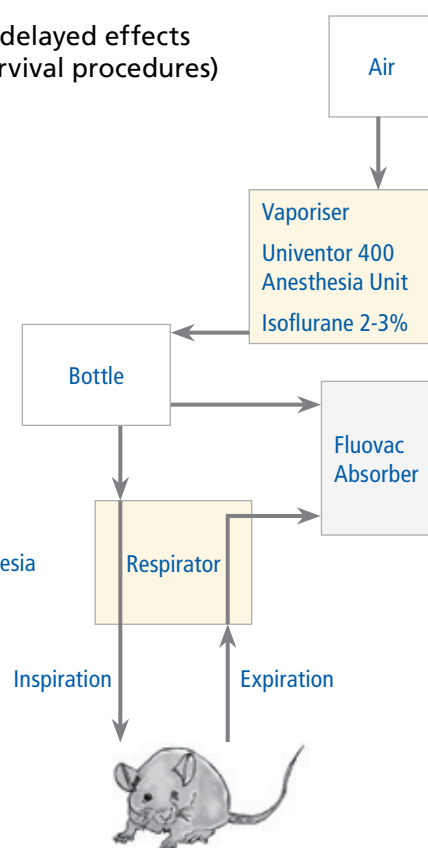 delayed effects
rvival procedures)
Air
Vaporiser
Univentor 400
Anesthesia Unit
Isoflurane 2-3%
Bottle
Fluovac
Absorber
esia
Respirator
Inspiration
Expiration